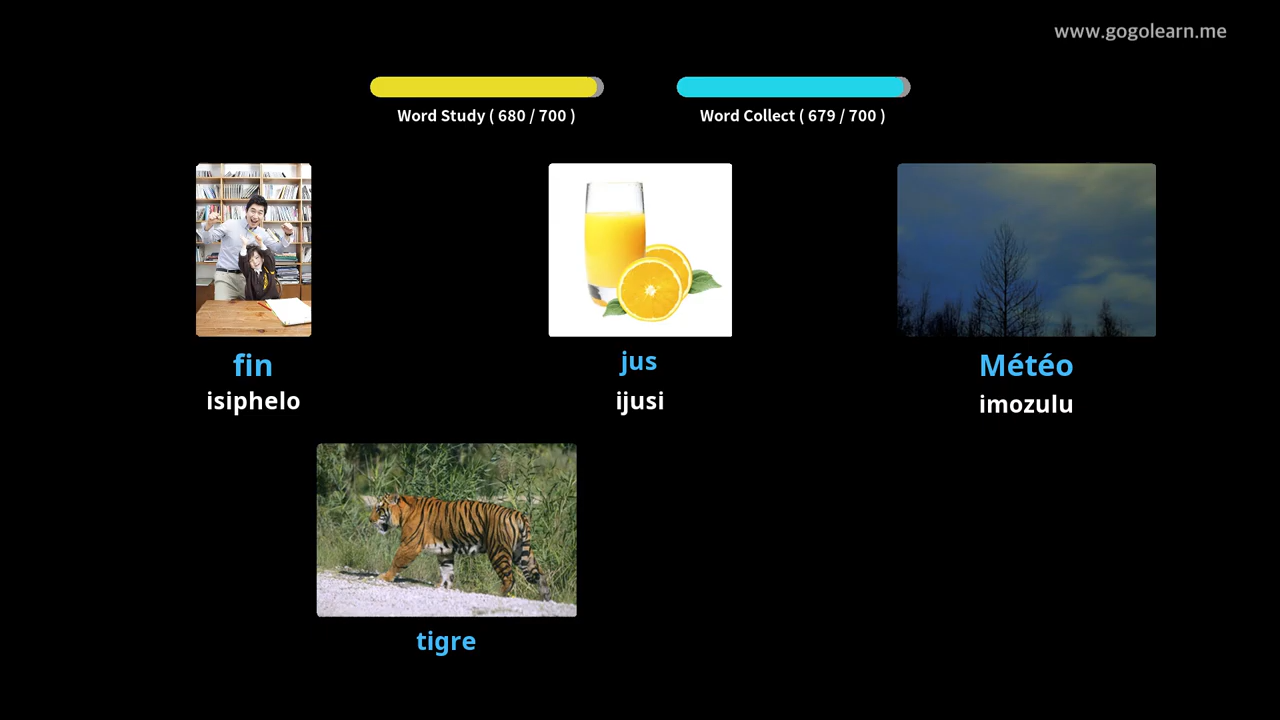 www.gogolearn.me
Word Study ( 680 / 700 )
Word Collect ( 679 / 700 )
fin
isiphelo
jus
ijusi
Météo
imozulu
tigre